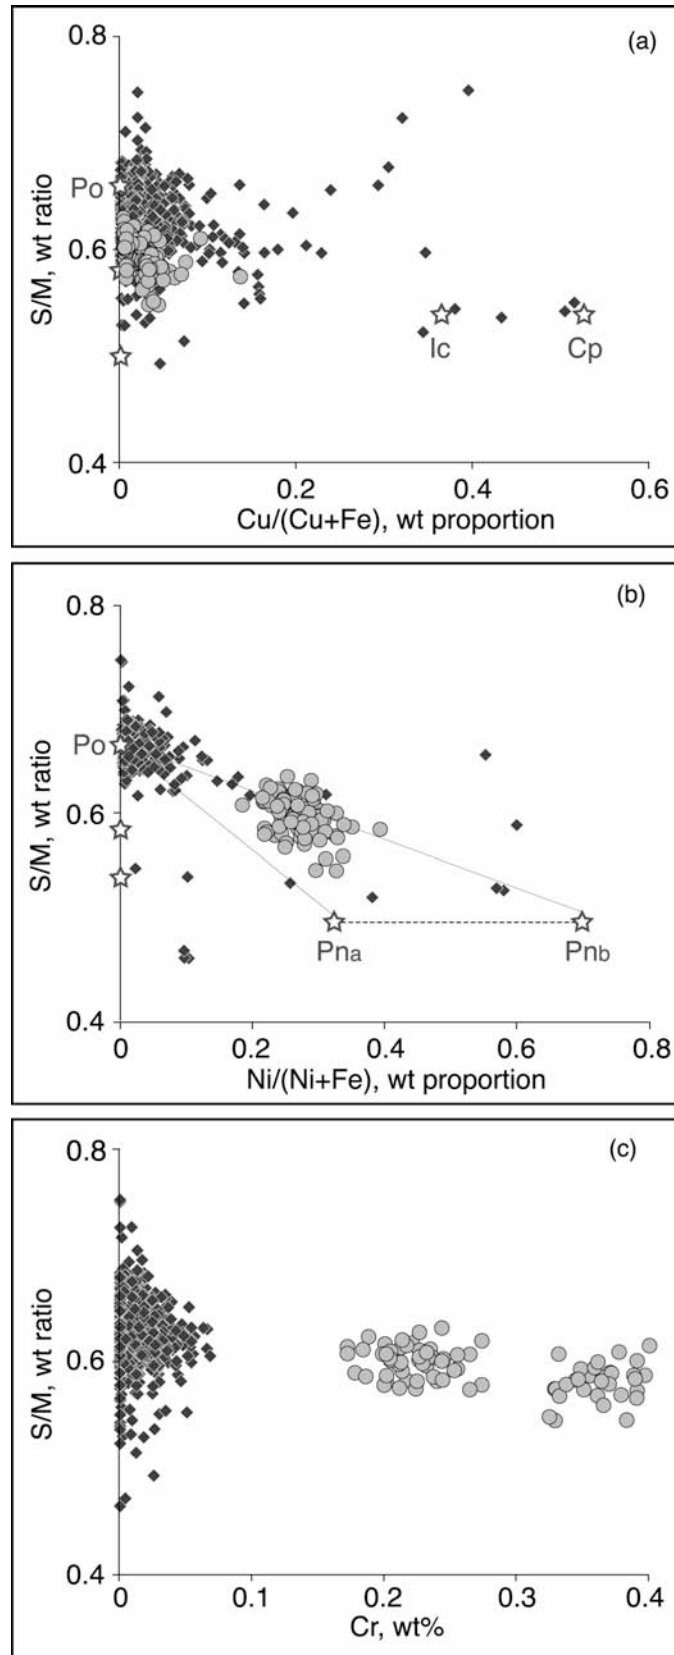 (a)
0.8
Po
0.6
S/M, wt ratio
Ic
Cp
0.4
0 0.2 0.4 0.6
Cu/(Cu+Fe), wt proportion
(b)
0.8
Po
0.6
S/M, wt ratio
Pna
Pnb
0.4
0 0.2 0.4 0.6 0.8
Ni/(Ni+Fe), wt proportion
(c)
0.8
0.6
S/M, wt ratio
0.4
0 0.1 0.2 0.3 0.4
Cr, wt%